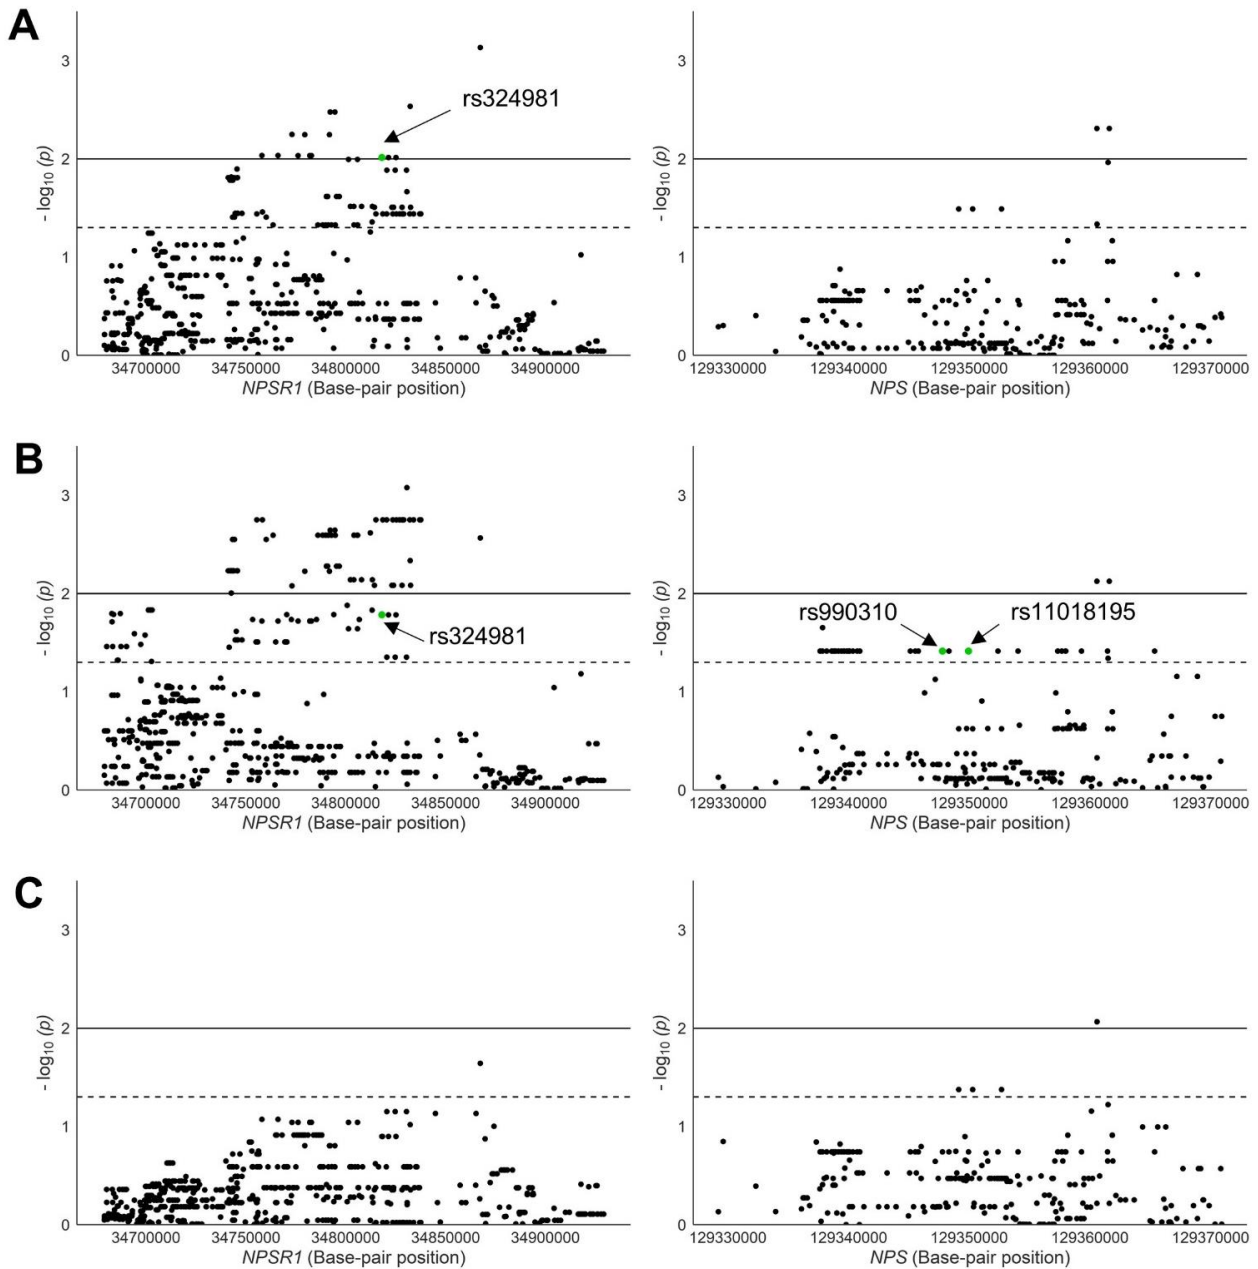 A
3
2
1
0
- log10 (p)
rs324981
34700000 34750000 34800000 34850000 34900000
NPSR1 (Base-pair position)
3
2
1
0
- log10 (p)
129330000 129340000 129350000 129360000 129370000
NPS (Base-pair position)
B
3
2
1
0
- log10 (p)
rs324981
34700000 34750000 34800000 34850000 34900000
NPSR1 (Base-pair position)
3
2
1
0
- log10 (p)
rs990310 rs11018195
129330000 129340000 129350000 129360000 129370000
NPS (Base-pair position)
C
3
2
1
0
- log10 (p)
34700000 34750000 34800000 34850000 34900000
NPSR1 (Base-pair position)
3
2
1
0
- log10 (p)
129330000 129340000 129350000 129360000 129370000
NPS (Base-pair position)